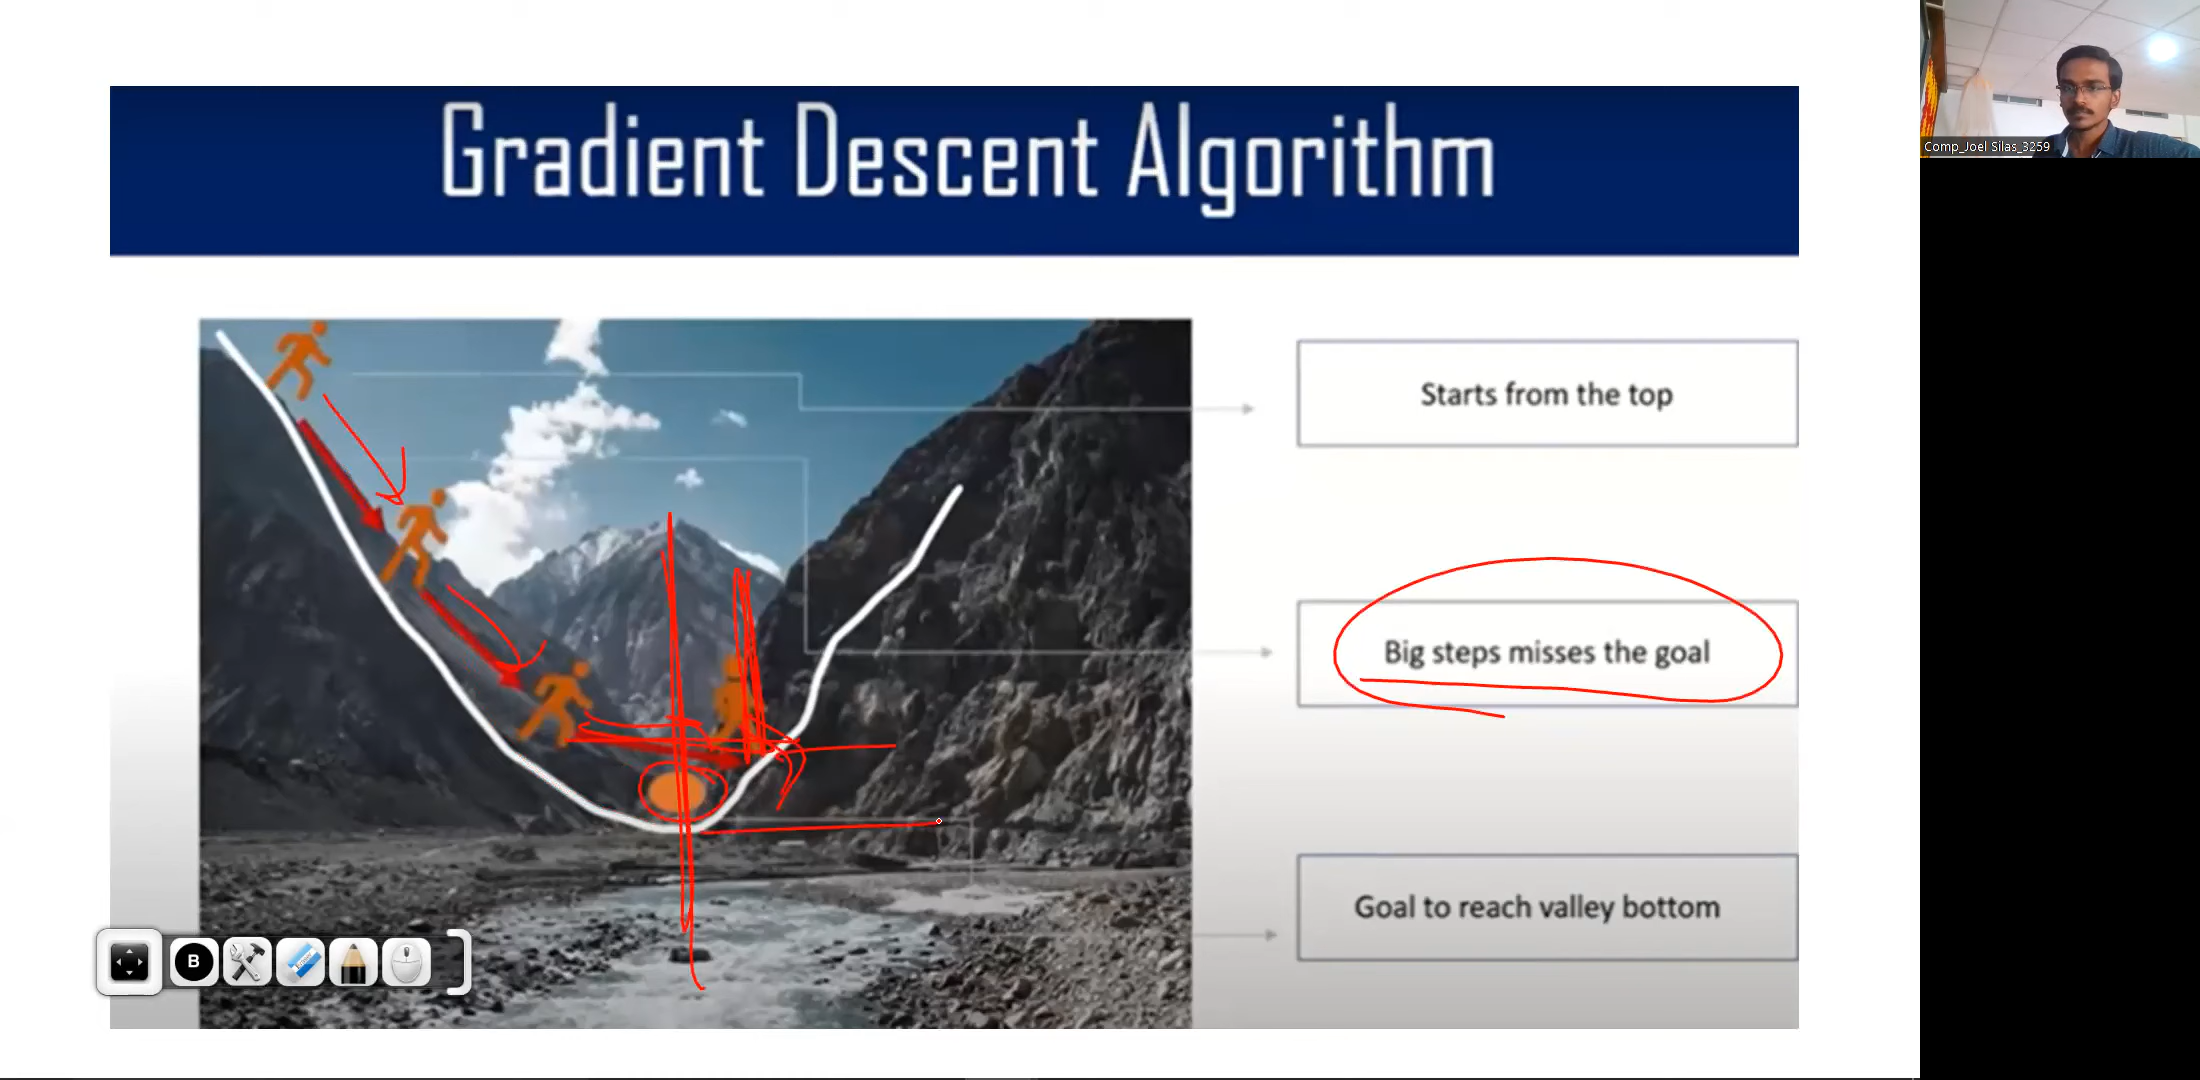 Gradient Descent Algorithm
Comp_Joel Silas_3259
Starts from the top
Big steps misses the goal
Goal to reach valley bottom
B